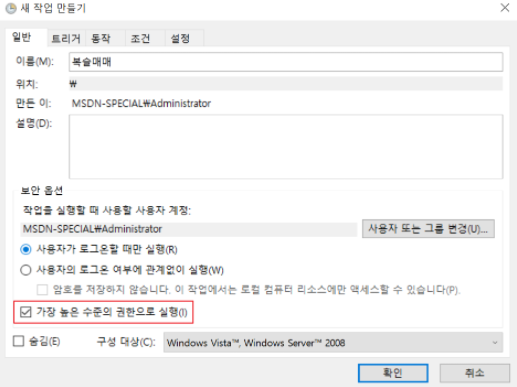 새 작업 만들기
일반 트리거 동작 조건 설정
이름(M): 복슬매매
위치: ₩
만든 이: MSDN-SPECIAL₩Administrator
설명(D):
보안 옵션
작업을 실행할 때 사용할 사용자 계정:
MSDN-SPECIAL₩Administrator 사용자 또는 그룹 변경(U)...
사용자가 로그온할 때만 실행(R)
사용자의 로그온 여부에 관계없이 실행(W)
암호를 저장하지 않습니다. 이 작업에서는 로컬 컴퓨터 리소스에만 액세스할 수 있습니다(P).
가장 높은 수준의 권한으로 실행(I)
숨김(E) 구성 대상(C): Windows Vista™, Windows Server™ 2008
확인 취소